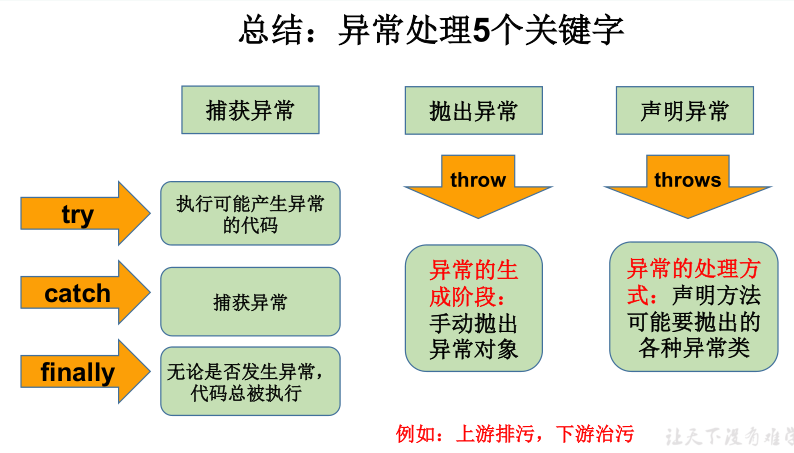 总结：异常处理5个关键字
捕获异常
抛出异常
声明异常
throw
throws
try
执行可能产生异常
的代码
catch
捕获异常
finally
无论是否发生异常，
代码总被执行
异常的生
成阶段：
手动抛出
异常对象
异常的处理方
式：声明方法
可能要抛出的
各种异常类
例如：上游排污，下游治污
让天下没有难学